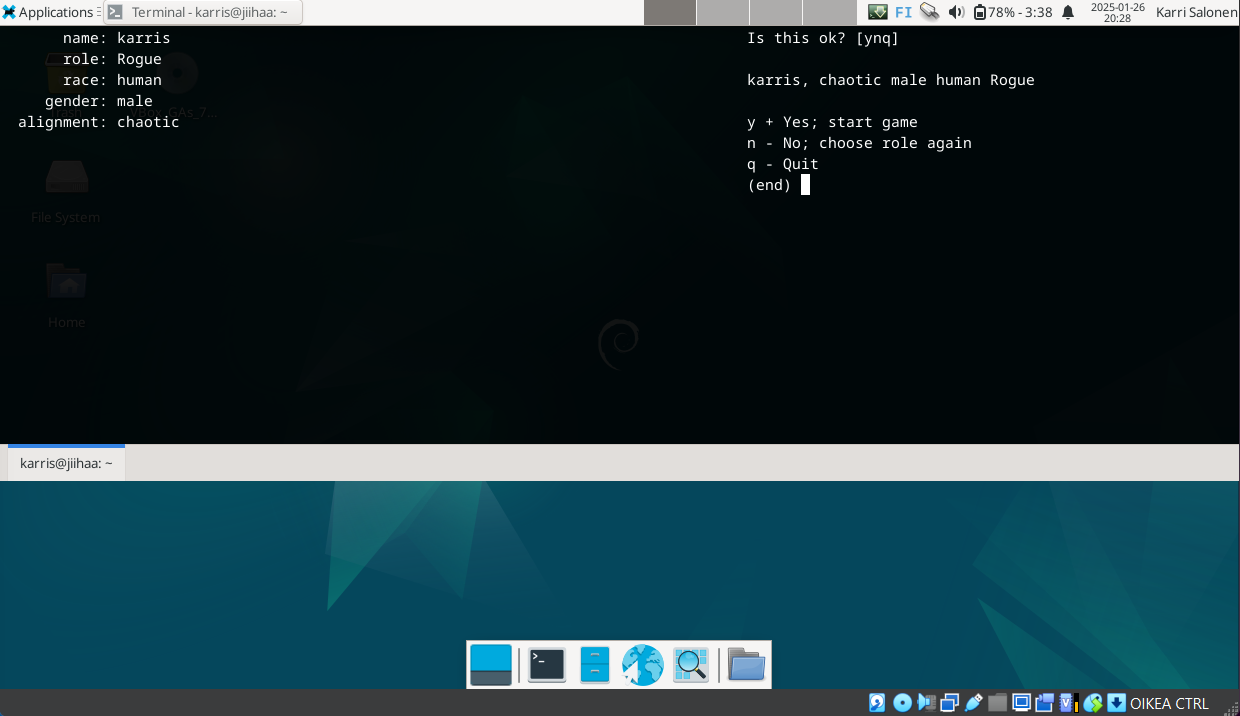 Applications
Terminal - karris@jiihaa: ~
FI
78% - 3:38
2025-01-26
20:28
Karri Salonen
name: karris
role: Rogue
race: human
gender: male
alignment: chaotic
Is this ok? [ynq]
karris, chaotic male human Rogue
y + Yes; start game
n - No; choose role again
q - Quit
(end)
File System
Home
karris@jiihaa: ~
>_
V
OIKEA CTRL